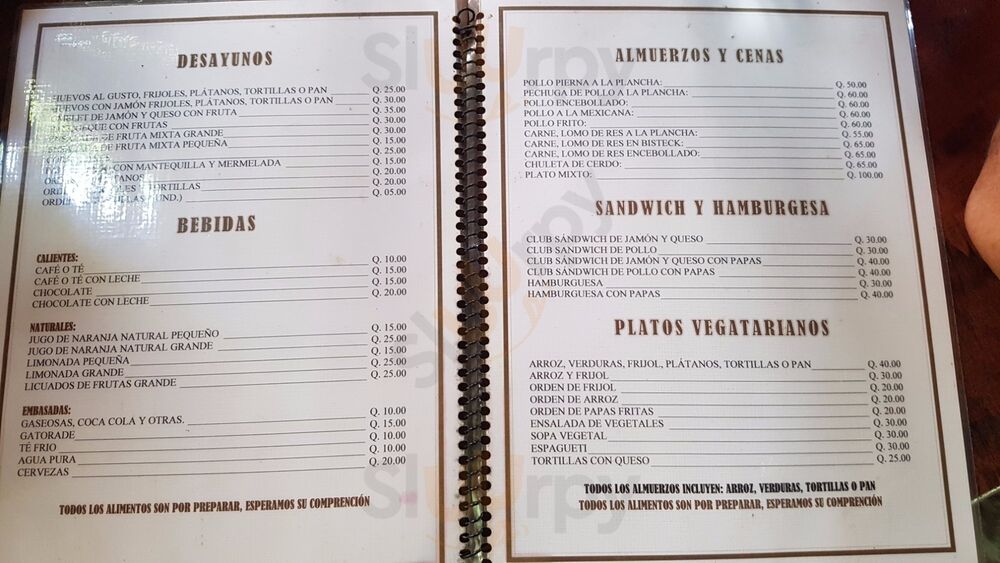 DESAYUNOS
HUEVOS AL GUSTO, FRIJOLES, PLÁTANOS, TORTILLAS O PAN Q. 25.00
HUEVOS CON JAMÓN FRIJOLES, PLÁTANOS, TORTILLAS O PAN Q. 30.00
DE JAMÓN Y QUESO CON FRUTA Q. 35.00
CON FRUTAS Q. 30.00
DE FRUTA MIXTA GRANDE Q. 30.00
DE FRUTA MIXTA PEQUEÑA Q. 15.00
Q. 25.00
CON MANTEQUILLA Y MERMELADA Q. 15.00
Q. 20.00
TORTILLAS Q. 20.00
Q. 05.00
BEBIDAS
CALIENTES:
CAFÉ O TÉ Q. 10.00
CAFÉ O TÉ CON LECHE Q. 15.00
CHOCOLATE Q. 15.00
CHOCOLATE CON LECHE Q. 20.00
NATURALES:
JUGO DE NARANJA NATURAL PEQUEÑO Q. 15.00
JUGO DE NARANJA NATURAL GRANDE Q. 25.00
LIMONADA PEQUEÑA Q. 15.00
LIMONADA GRANDE Q. 25.00
LICUADOS DE FRUTAS GRANDE Q. 25.00
EMBASADAS:
GASEOSAS, COCA COLA Y OTRAS. Q. 10.00
GATORADE Q. 15.00
TÉ FRIO Q. 10.00
AGUA PURA Q. 10.00
CERVEZAS Q. 20.00
TODOS LOS ALIMENTOS SON POR PREPARAR, ESPERAMOS SU COMPRENCIÓN
ALMUERZOS Y CENAS
POLLO PIERNA A LA PLANCHA: Q. 50.00
PECHUGA DE POLLO A LA PLANCHA: Q. 60.00
POLLO ENCEBOLLADO: Q. 60.00
POLLO A LA MEXICANA: Q. 60.00
POLLO FRITO: Q. 60.00
CARNE, LOMO DE RES A LA PLANCHA: Q. 55.00
CARNE, LOMO DE RES EN BISTECK: Q. 65.00
CARNE, LOMO DE RES ENCEBOLLADO: Q. 65.00
CHULETA DE CERDO: Q. 65.00
PLATO MIXTO: Q. 100.00
SANDWICH Y HAMBURGESA
CLUB SÁNDWICH DE JAMÓN Y QUESO Q. 30.00
CLUB SÁNDWICH DE POLLO Q. 30.00
CLUB SÁNDWICH DE JAMÓN Y QUESO CON PAPAS Q. 40.00
CLUB SÁNDWICH DE POLLO CON PAPAS Q. 40.00
HAMBURGUESA Q. 30.00
HAMBURGUESA CON PAPAS Q. 40.00
PLATOS VEGATARIANOS
ARROZ, VERDURAS, FRIJOL, PLÁTANOS, TORTILLAS O PAN Q. 40.00
ARROZ Y FRIJOL Q. 30.00
ORDEN DE FRIJOL Q. 20.00
ORDEN DE ARROZ Q. 20.00
ORDEN DE PAPAS FRITAS Q. 20.00
ENSALADA DE VEGETALES Q. 30.00
SOPA VEGETAL Q. 30.00
ESPAGUETI Q. 30.00
TORTILLAS CON QUESO Q. 25.00
TODOS LOS ALMUERZOS INCLUYEN: ARROZ, VERDURAS, TORTILLAS O PAN
TODOS LOS ALIMENTOS SON POR PREPARAR, ESPERAMOS SU COMPRENCIÓN
Slurpy
Slurpy
Slurpy